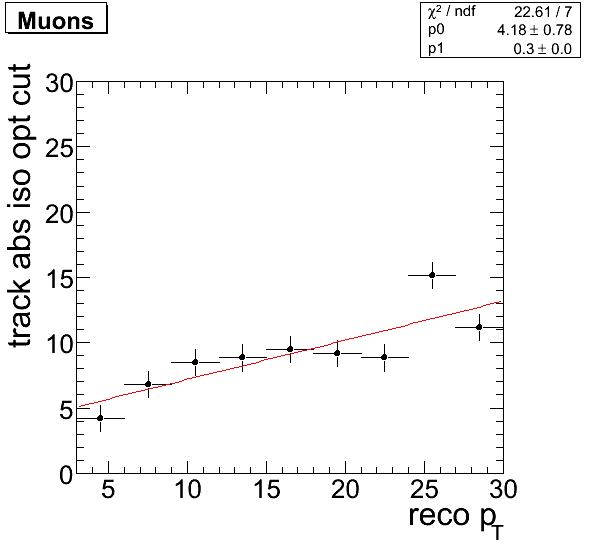 Muons
χ² / ndf 22.61 / 7
p0 4.18 ± 0.78
p1 0.3 ± 0.0
track abs iso opt cut
30
25
20
15
10
5
0
5 10 15 20 25 30
reco p_T